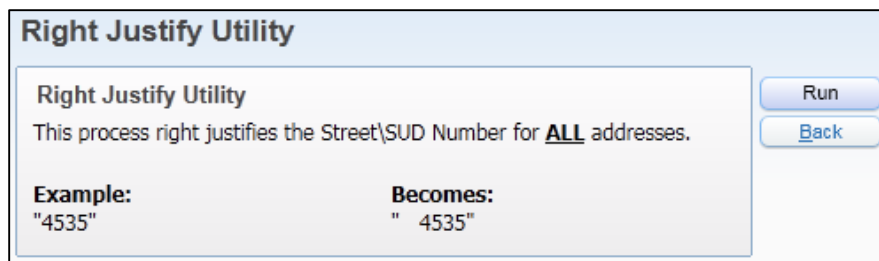 Right Justify Utility
Right Justify Utility
Run
This process right justifies the Street\SUD Number for ALL addresses.
Back
Example: Becomes:
"4535" "   4535"